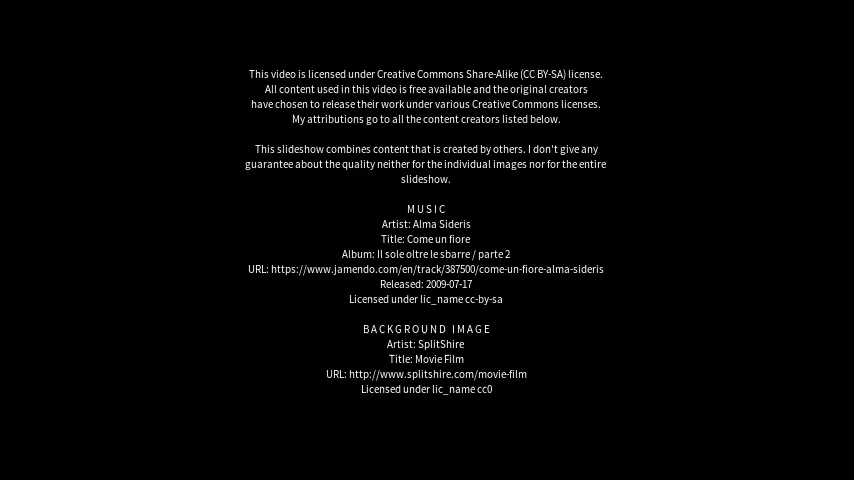 This video is licensed under Creative Commons Share-Alike (CC BY-SA) license.
All content used in this video is free available and the original creators
have chosen to release their work under various Creative Commons licenses.
My attributions go to all the content creators listed below.
This slideshow combines content that is created by others. I don't give any
guarantee about the quality neither for the individual images nor for the entire
slideshow.
MUSIC
Artist: Alma Sideris
Title: Come un fiore
Album: Il sole oltre le sbarre / parte 2
URL: https://www.jamendo.com/en/track/387500/come-un-fiore-alma-sideris
Released: 2009-07-17
Licensed under lic_name cc-by-sa
BACKGROUND IMAGE
Artist: SplitShire
Title: Movie Film
URL: http://www.splitshire.com/movie-film
Licensed under lic_name cc0